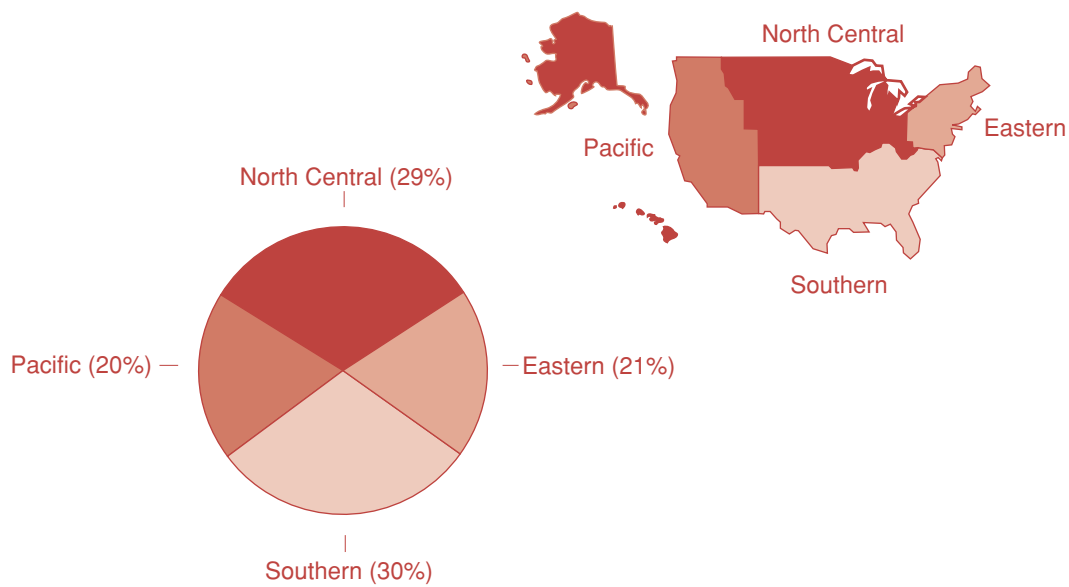 North Central
Eastern
Pacific
Southern
North Central (29%)
Pacific (20%)
Eastern (21%)
Southern (30%)